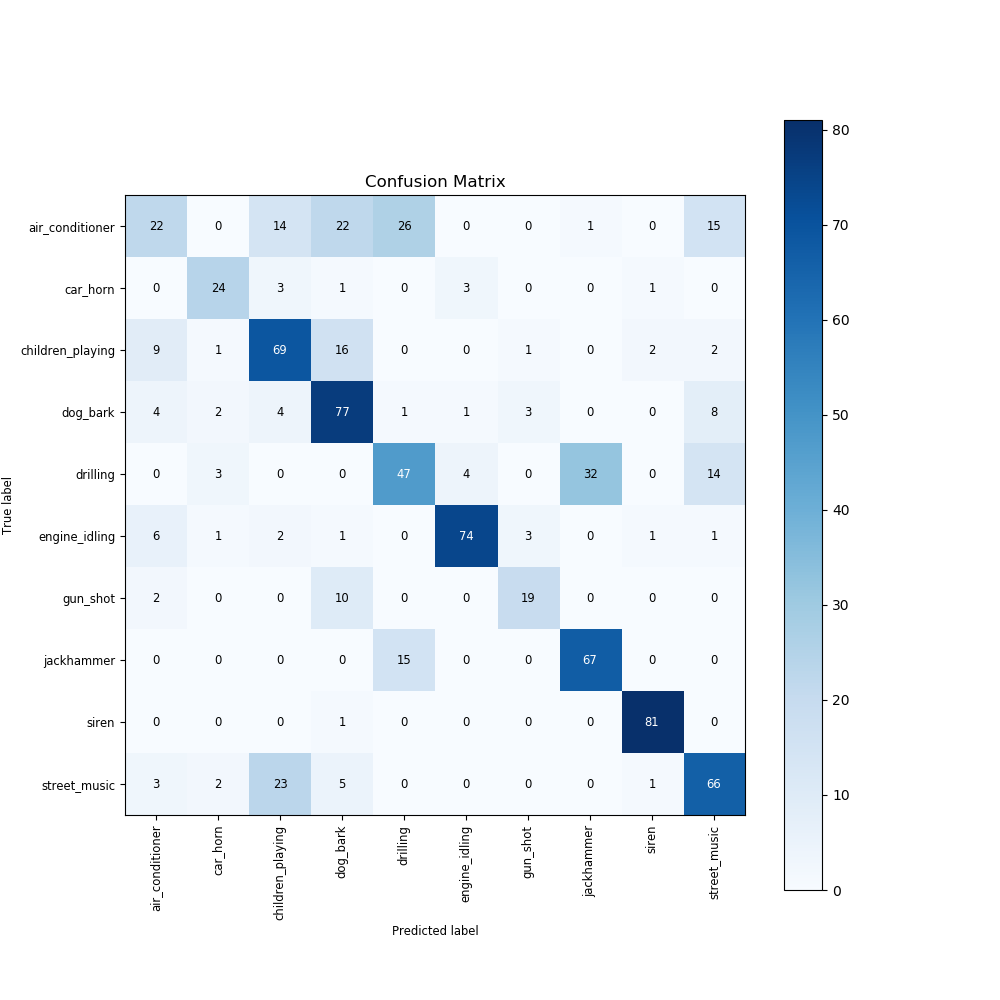 Confusion Matrix
air_conditioner 22 0 14 22 26 0 0 1 0 15
car_horn 0 24 3 1 0 3 0 0 1 0
children_playing 9 1 69 16 0 0 1 0 2 2
dog_bark 4 2 4 77 1 1 3 0 0 8
drilling 0 3 0 0 47 4 0 32 0 14
engine_idling 6 1 2 1 0 74 3 0 1 1
gun_shot 2 0 0 10 0 0 19 0 0 0
jackhammer 0 0 0 0 15 0 0 67 0 0
siren 0 0 0 1 0 0 0 0 81 0
street_music 3 2 23 5 0 0 0 0 1 66
True label
air_conditioner
car_horn
children_playing
dog_bark
drilling
engine_idling
gun_shot
jackhammer
siren
street_music
Predicted label
80
70
60
50
40
30
20
10
0